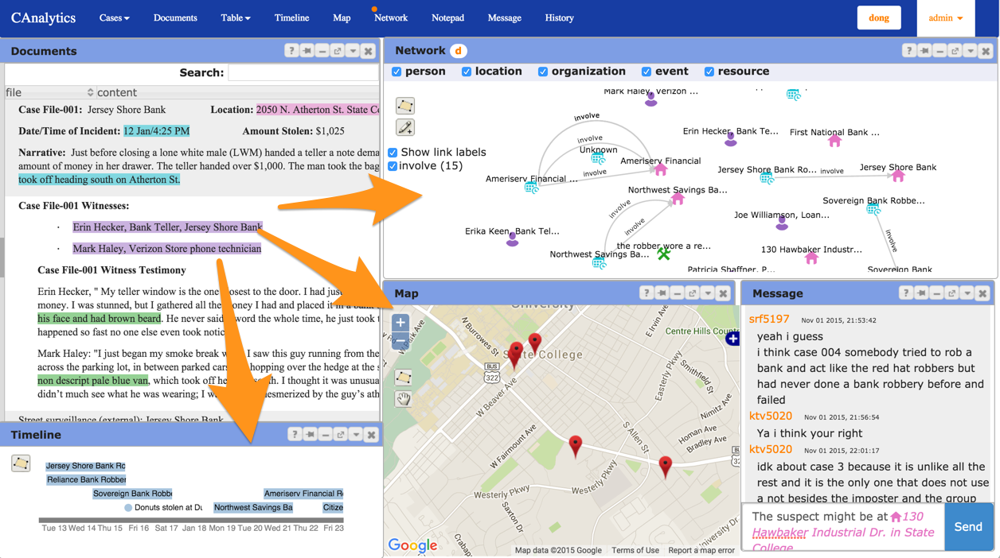 CAnalytics Cases Documents Table Timeline Map Network Notepad Message History dong admin
Documents
Search:
file content
Case File-001: Jersey Shore Bank Location: 2050 N. Atherton St. State Co
Date/Time of Incident: 12 Jan/4:25 PM Amount Stolen: $1,025
Narrative: Just before closing a lone white male (LWM) handed a teller a note dema
amount of money in her drawer. The teller handed over $1,000. The man took the bag
took off heading south on Atherton St.
Case File-001 Witnesses:
· Erin Hecker, Bank Teller, Jersey Shore Bank
· Mark Haley, Verizon Store phone technician
Case File-001 Witness Testimony
Erin Hecker, " My teller window is the one closest to the door. I had jus
money. I was stunned, but I gathered all the money I had and placed it in a
his face and had brown beard. He never said word the whole time, he just took t
happened so fast no one else even took notic
Mark Haley: "I just began my smoke break I saw this guy running from the
across the parking lot, in between parked cars hopping over the hedge at the s
non descript pale blue van, which took off he I thought it was unusua
didn't much see what he was wearing; I w mesmerized by the guy's ath
Street surveillance (external): Jersey Shore Bank
Timeline
Jersey Shore Bank Ro
Reliance Bank Robber
Sovereign Bank Robbe Ameriserv Financial R
Donuts stolen at Du Northwest Savings Ba Citize
Tue 13 Wed 14 Thu 15 Fri 16 Sat 17 Jan 18 Mon 19 Tue 20 Wed 21 Thu 22 Fri 23
Network d
person location organization event resource
Show link labels
involve (15)
Mark Haley, Verizon ...
involve
Erin Hecker, Bank Te... First National Bank ...
involve
Unknown
Ameriserv Financial
involve
Ameriserv Financial ...
Jersey Shore Bank Ro... involve Jersey Shore Bank
Northwest Savings Ba...
Sovereign Bank Robbe...
involve
Joe Williamson, Loan...
involve
Erika Keen, Bank Tel...
involve
the robber wore a re...
130 Hawbaker Industr...
Northwest Savings Ba...
Patricia Shaffner, P...
Sovereign Bank
Map
+
−
University
State College
Centre Hills Count
N Burrowes St
W Park Ave
E Irvin Ave
BUS
322
W Beaver Ave
Easterly Pkwy
Smithfield St
Nimitz Ave
W Fairmount Ave
S Allen St
Homan Ave
Bradley Ave
Westerly Pkwy
Westerly Pkwy
Saxton Dr
University Dr
Google
Map data ©2015 Google Terms of Use Report a map error
Message
srf5197 Nov 01 2015, 21:53:42
yeah i guess
i think case 004 somebody tried to rob a
bank and act like the red hat robbers but
had never done a bank robbery before and
failed
ktv5020 Nov 01 2015, 21:56:54
Ya i think your right
ktv5020 Nov 01 2015, 22:01:17
idk about case 3 because it is unlike all the
rest and it is the only one that does not use
a not besides the imposter and the group
The suspect might be at 130
Hawbaker Industrial Dr. in State
College
Send